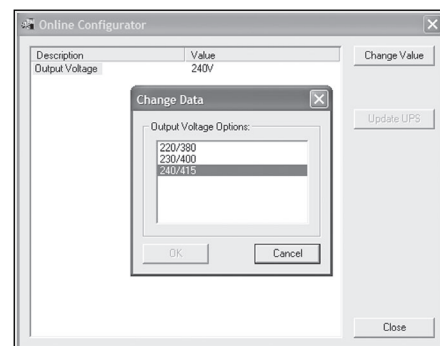 Online Configurator
Description Value
Output Voltage 240V
Change Value
Update UPS
Change Data
Output Voltage Options:
220/380
230/400
240/415
OK Cancel
Close